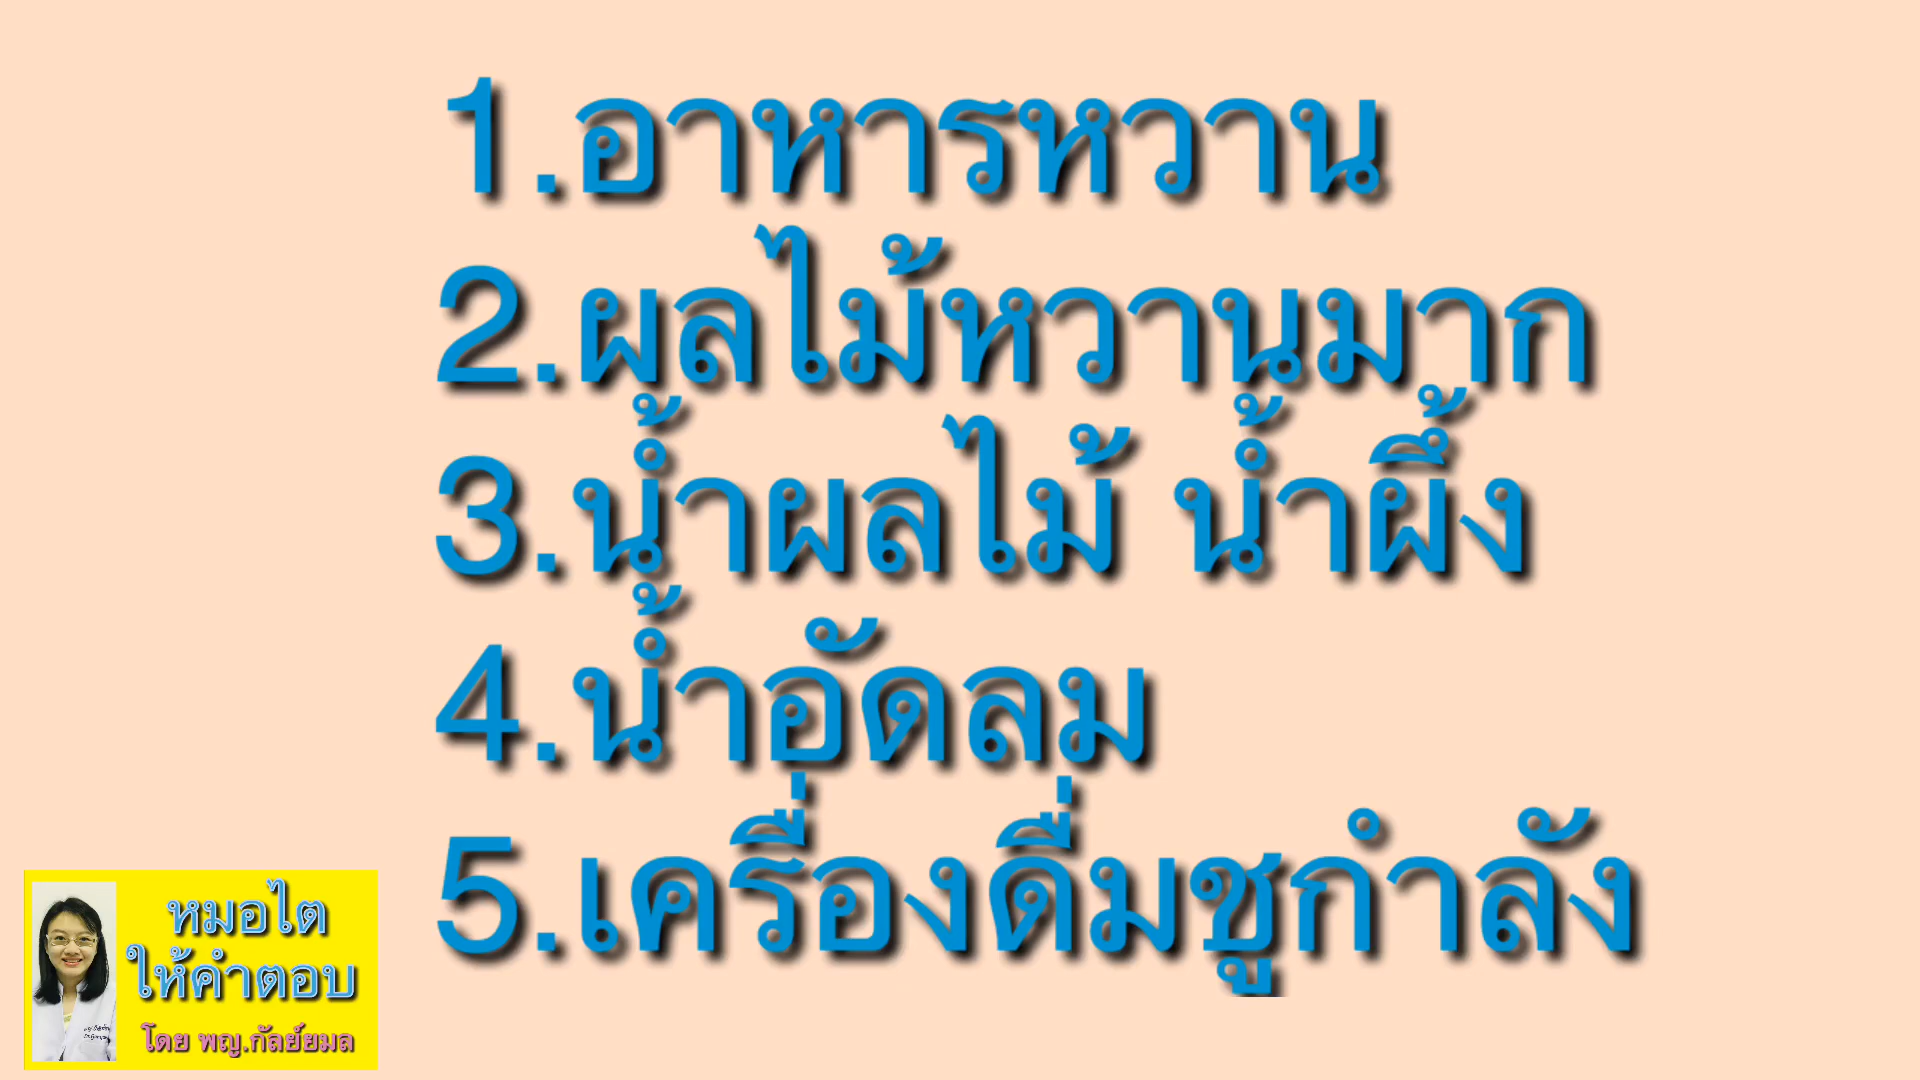 1.อาหารหวาน
2.ผลไม้หวานมาก
3.น้ำผลไม้ น้ำผึ้ง
4.น้ำอัดลม
5.เครื่องดื่มชูกำลัง
หมอไต
ให้คำตอบ
โดย พญ.กัลย์ยมล